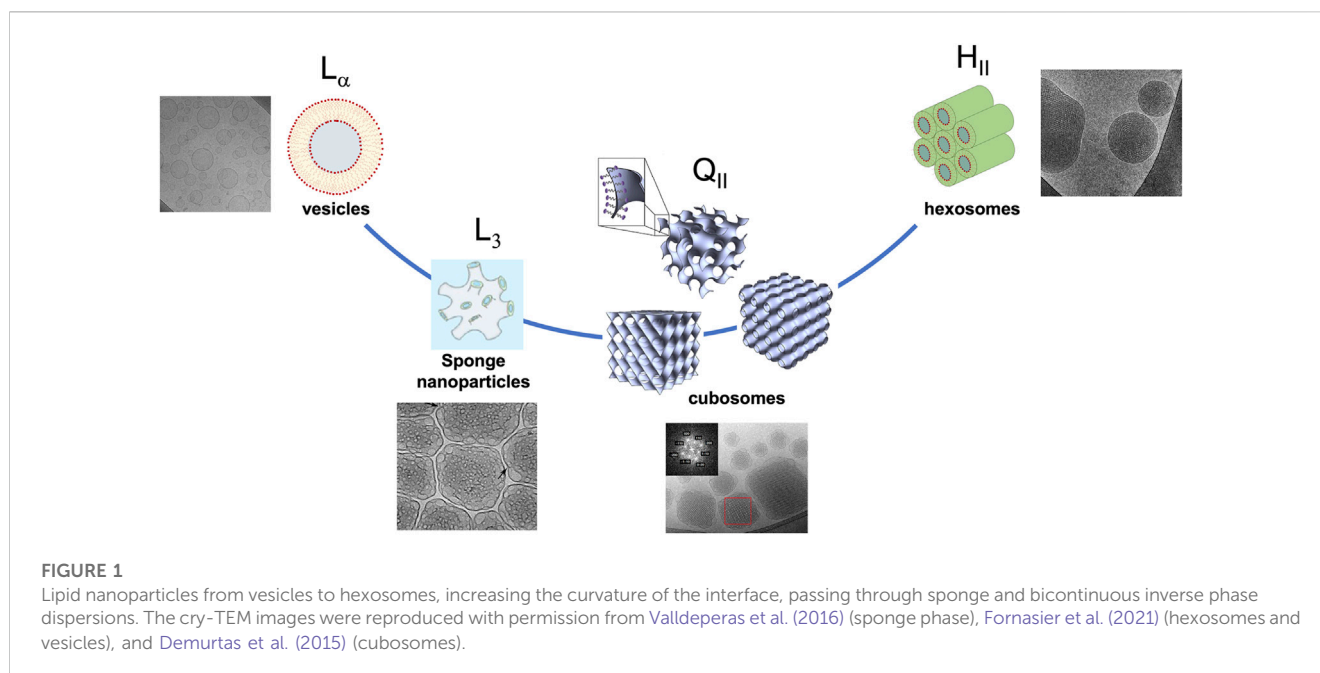 Lα
vesicles
L3
Sponge
nanoparticles
QII
cubosomes
HII
hexosomes
FIGURE 1
Lipid nanoparticles from vesicles to hexosomes, increasing the curvature of the interface, passing through sponge and bicontinuous inverse phase
dispersions. The cry-TEM images were reproduced with permission from Valldeperas et al. (2016) (sponge phase), Fornasier et al. (2021) (hexosomes and
vesicles), and Demurtas et al. (2015) (cubosomes).